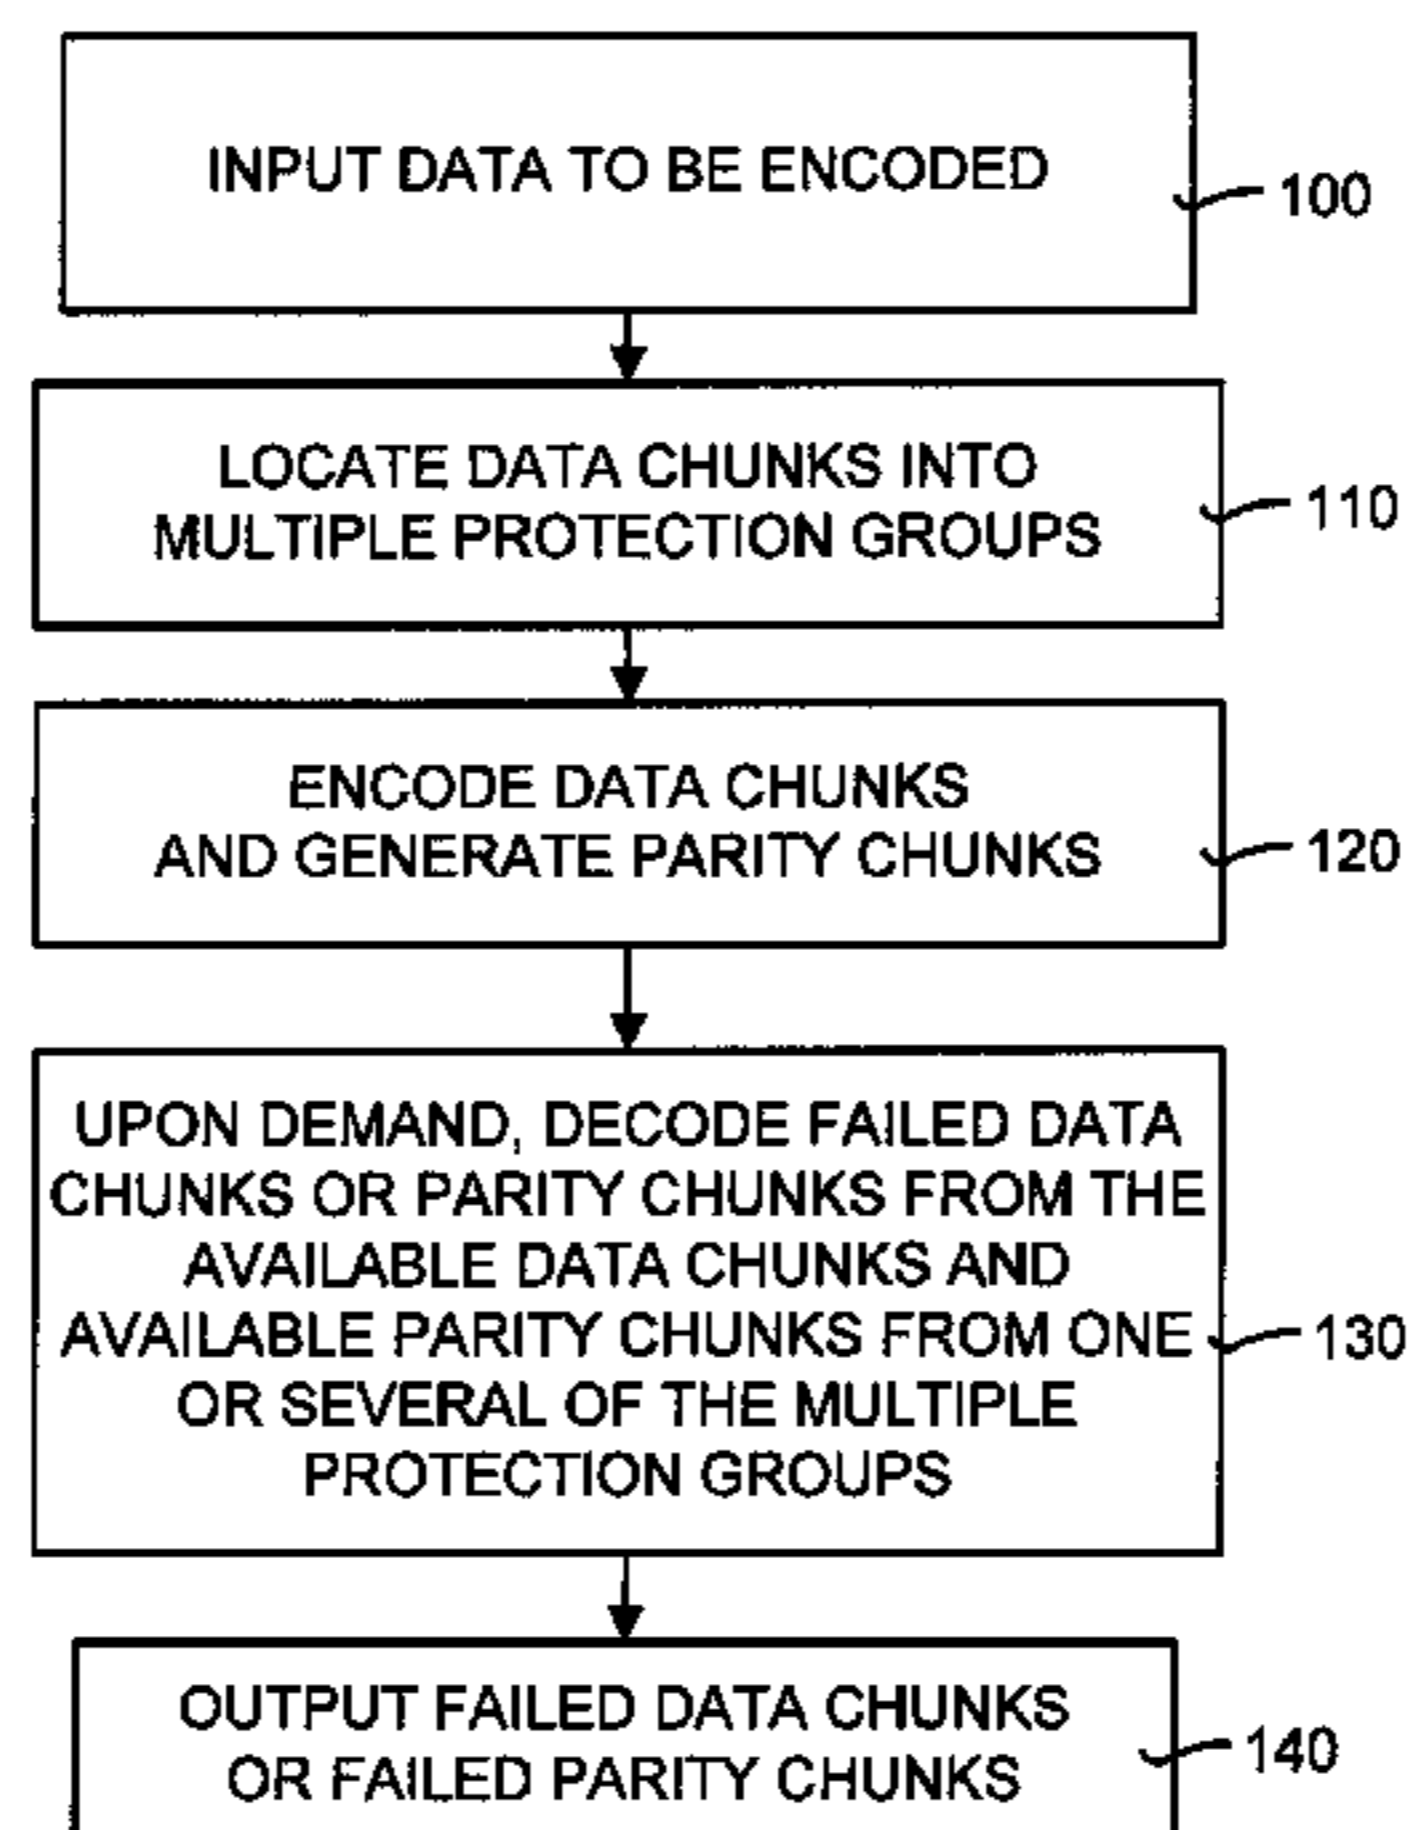 INPUT DATA TO BE ENCODED
100
LOCATE DATA CHUNKS INTO
MULTIPLE PROTECTION GROUPS
110
ENCODE DATA CHUNKS
AND GENERATE PARITY CHUNKS
120
UPON DEMAND, DECODE FAILED DATA
CHUNKS OR PARITY CHUNKS FROM THE
AVAILABLE DATA CHUNKS AND
AVAILABLE PARITY CHUNKS FROM ONE
OR SEVERAL OF THE MULTIPLE
PROTECTION GROUPS
130
OUTPUT FAILED DATA CHUNKS
OR FAILED PARITY CHUNKS
140